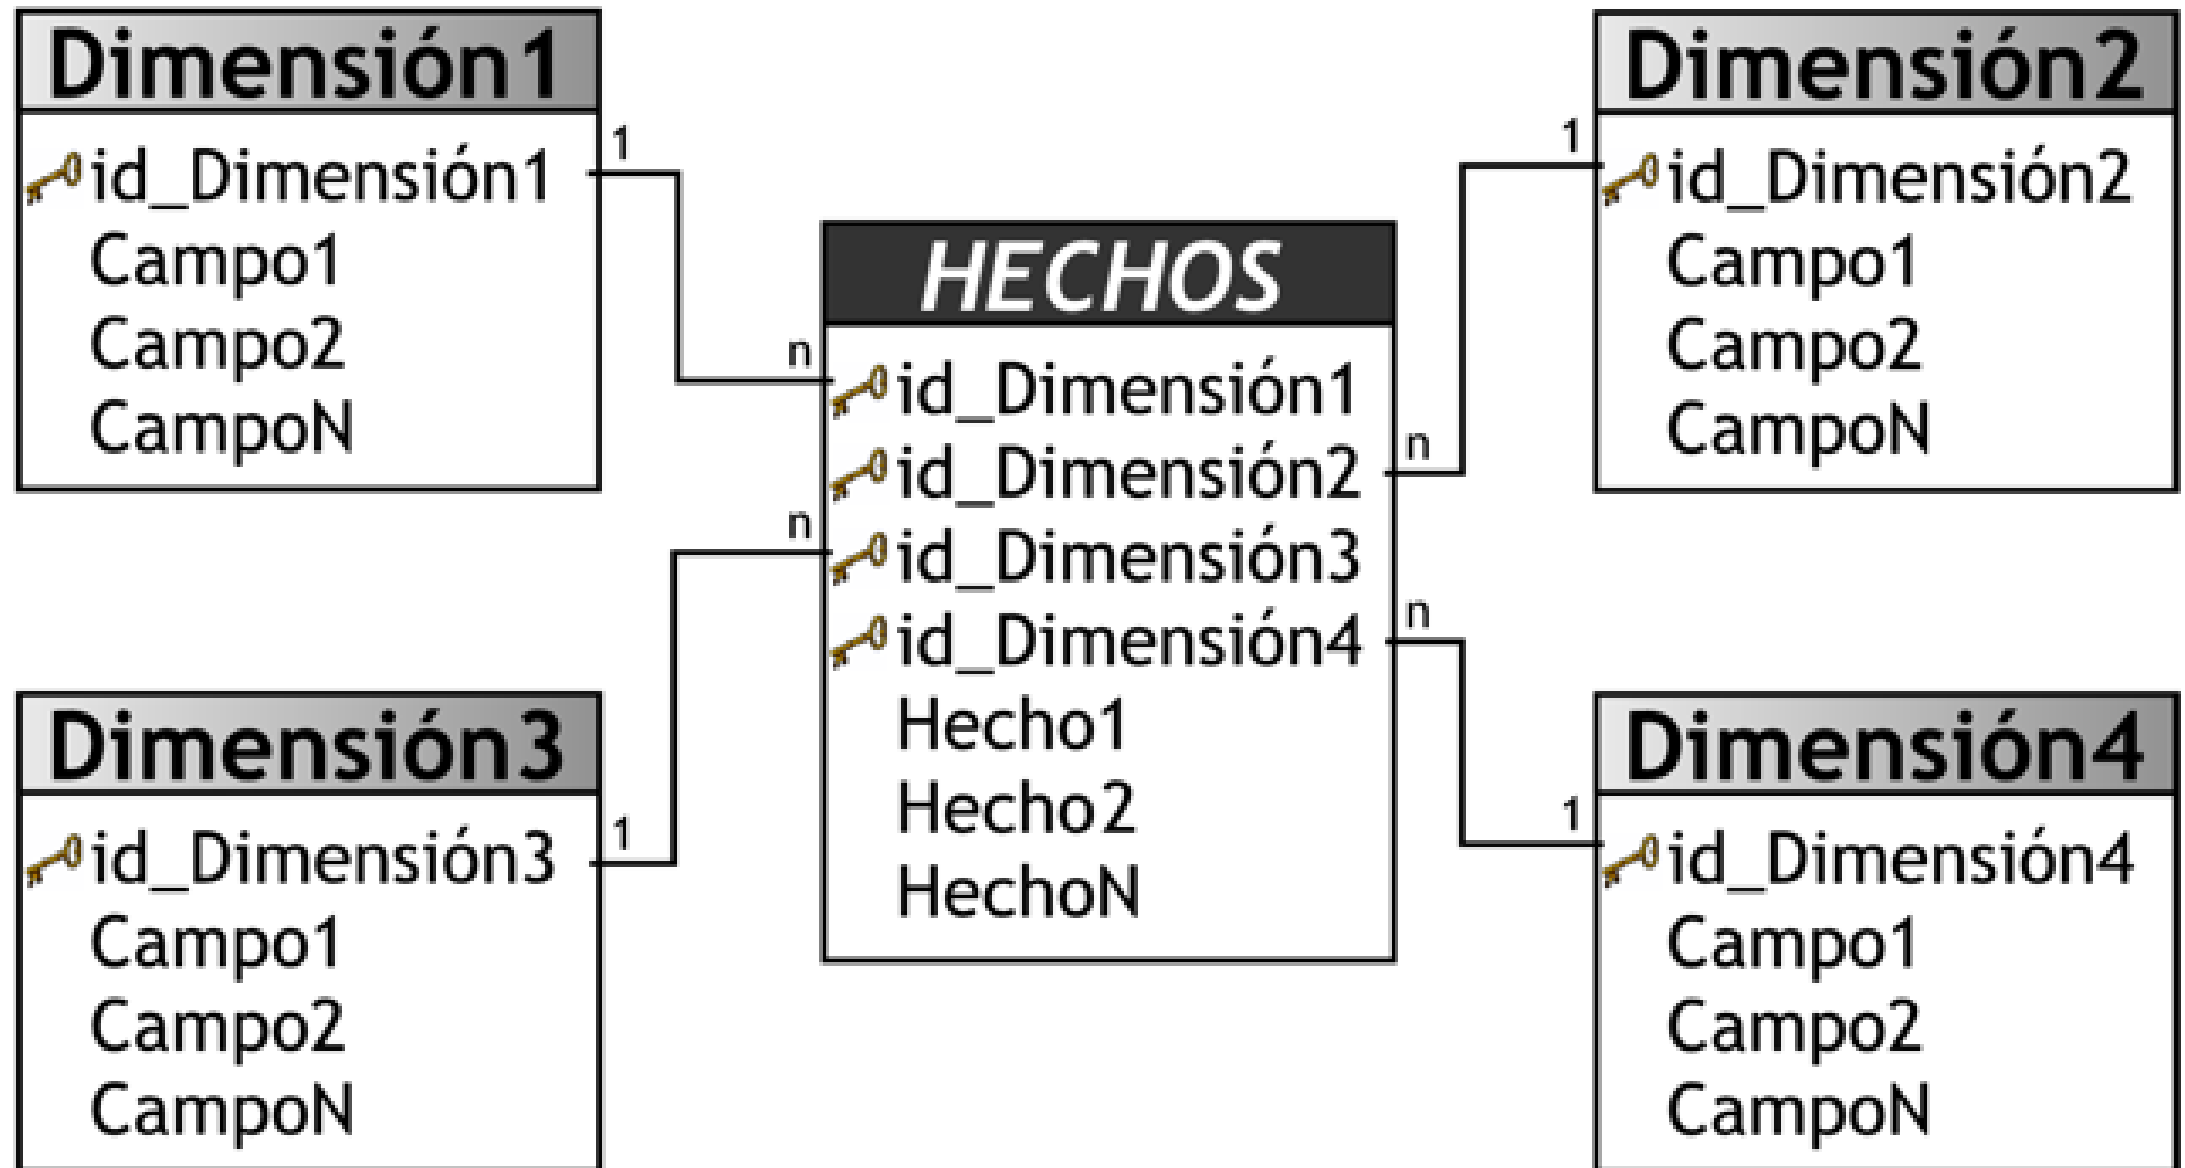 Dimensión1
id_Dimensión1
Campo1
Campo2
CampoN
1
Dimensión2
id_Dimensión2
Campo1
Campo2
CampoN
1
HECHOS
id_Dimensión1
id_Dimensión2
id_Dimensión3
id_Dimensión4
Hecho1
Hecho2
HechoN
n
n
n
n
Dimensión3
id_Dimensión3
Campo1
Campo2
CampoN
1
Dimensión4
id_Dimensión4
Campo1
Campo2
CampoN
1